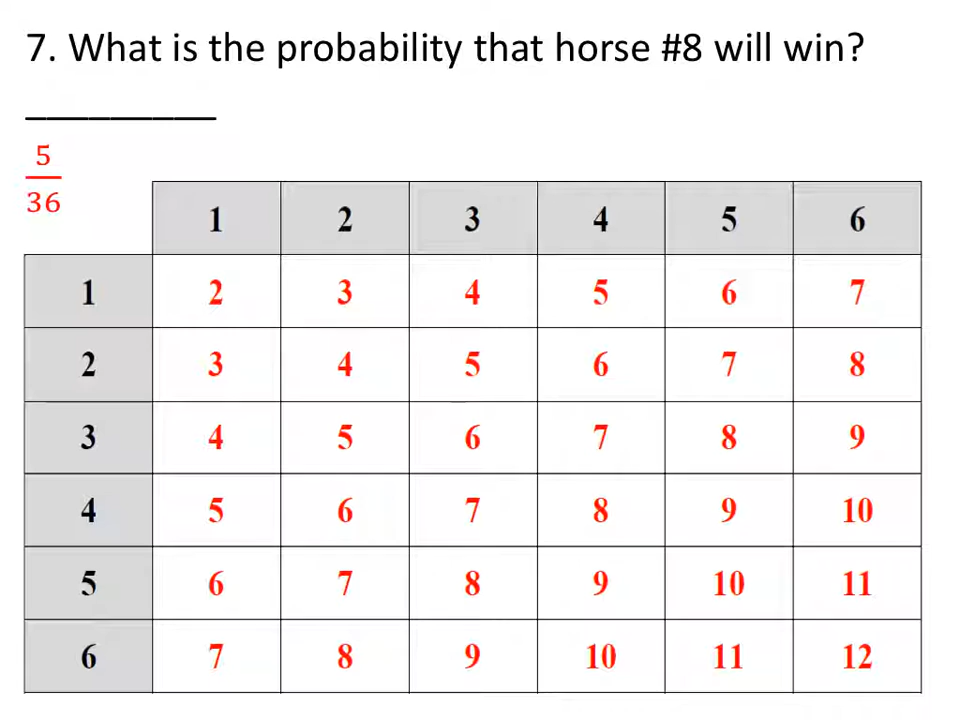 7. What is the probability that horse #8 will win?
_________
5
36
1 2 3 4 5 6
1 2 3 4 5 6 7
2 3 4 5 6 7 8
3 4 5 6 7 8 9
4 5 6 7 8 9 10
5 6 7 8 9 10 11
6 7 8 9 10 11 12